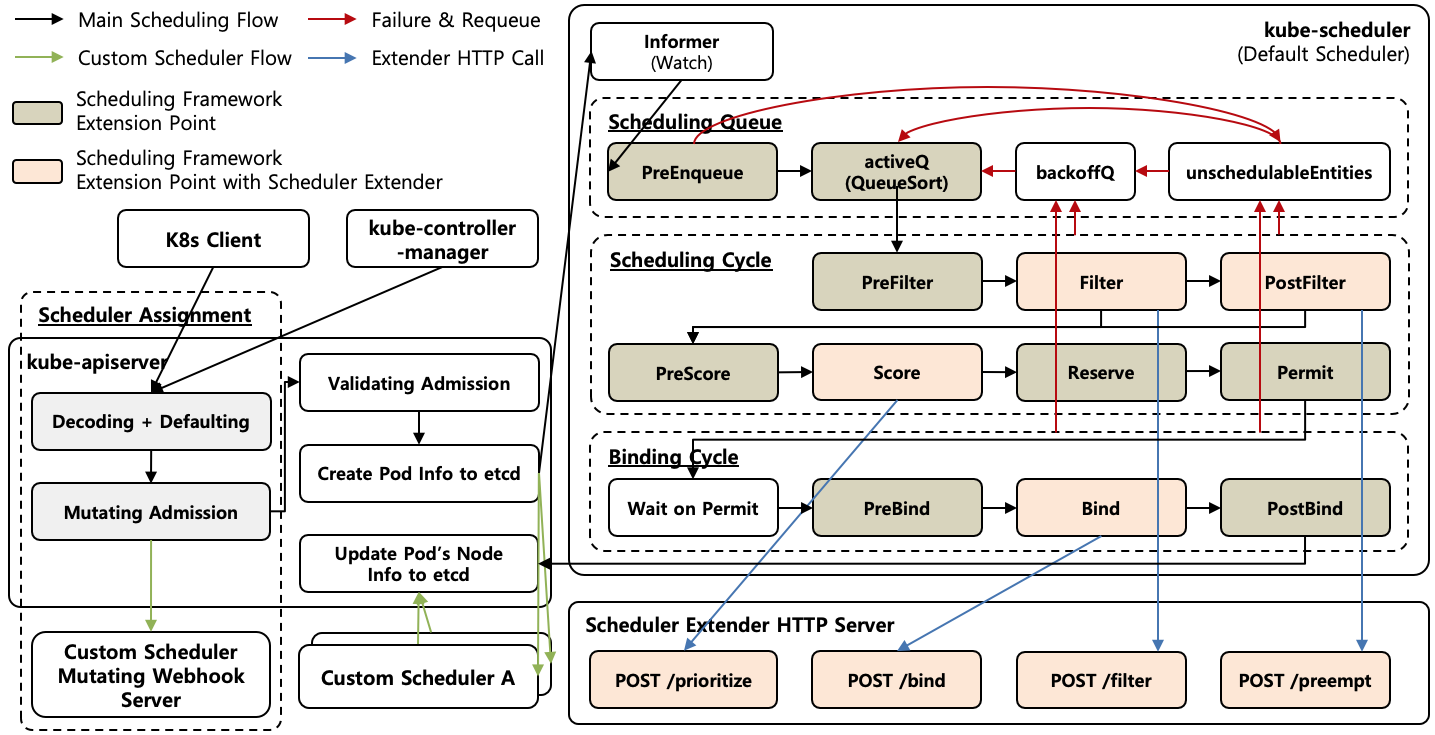 Main Scheduling Flow
Failure & Requeue
Custom Scheduler Flow
Extender HTTP Call
Scheduling Framework
Extension Point
Scheduling Framework
Extension Point with Scheduler Extender
K8s Client
kube-controller
-manager
Scheduler Assignment
kube-apiserver
Decoding + Defaulting
Mutating Admission
Validating Admission
Create Pod Info to etcd
Update Pod's Node
Info to etcd
Custom Scheduler
Mutating Webhook
Server
Custom Scheduler A
kube-scheduler
(Default Scheduler)
Informer
(Watch)
Scheduling Queue
PreEnqueue
activeQ
(QueueSort)
backoffQ
unschedulableEntities
Scheduling Cycle
PreFilter
Filter
PostFilter
PreScore
Score
Reserve
Permit
Binding Cycle
Wait on Permit
PreBind
Bind
PostBind
Scheduler Extender HTTP Server
POST /prioritize
POST /bind
POST /filter
POST /preempt